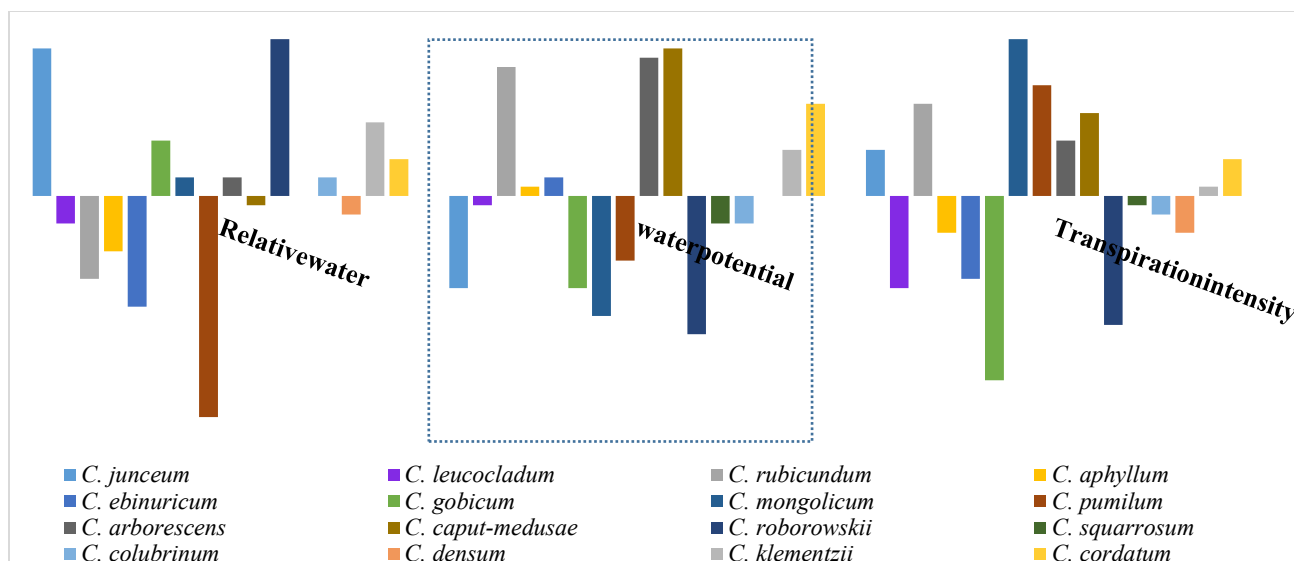 Relativewater
waterpotential
Transpirationintensity
C. junceum
C. leucocladum
C. rubicundum
C. aphyllum
C. ebinuricum
C. gobicum
C. mongolicum
C. pumilum
C. arborescens
C. caput-medusae
C. roborowskii
C. squarrosum
C. colubrinum
C. densum
C. klementzii
C. cordatum